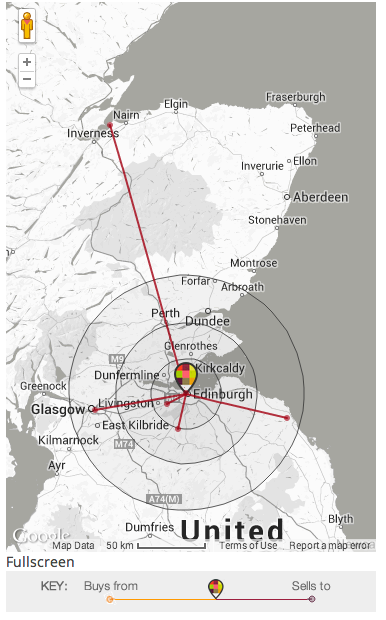 Fraserburgh
Elgin
Nairn
Peterhead
Inverness
Ellon
Inverurie
Aberdeen
Stonehaven
Montrose
Forfar
Arbroath
Perth
Dundee
Glenrothes
M9
Kirkcaldy
Dunfermline
Greenock
Edinburgh
Livingston
Glasgow
East Kilbride
Kilmarnock
M74
Ayr
A74(M)
Blyth
Dumfries
United
Google
Map Data 50 km Terms of Use Report a map error
Fullscreen
KEY: Buys from Sells to